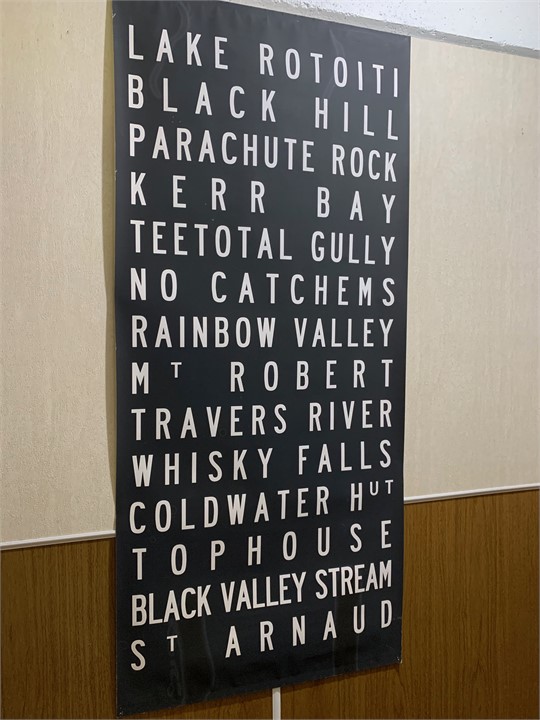 LAKE ROTOITI
BLACK HILL
PARACHUTE ROCK
KERR BAY
TEETOTAL GULLY
NO CATCHEMS
RAINBOW VALLEY
MT ROBERT
TRAVERS RIVER
WHISKY FALLS
COLDWATER HUT
TOPHOUSE
BLACK VALLEY STREAM
ST ARNAUD